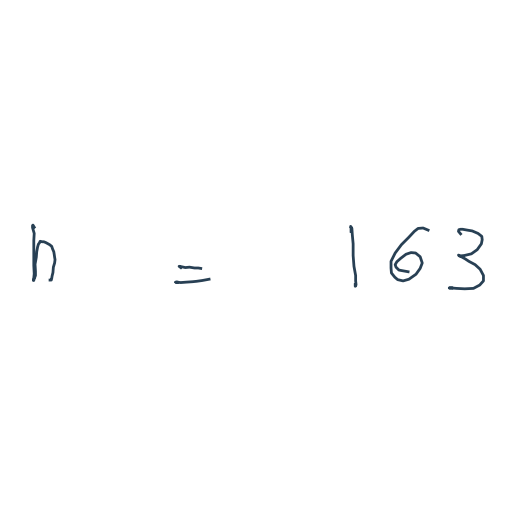 h = 163